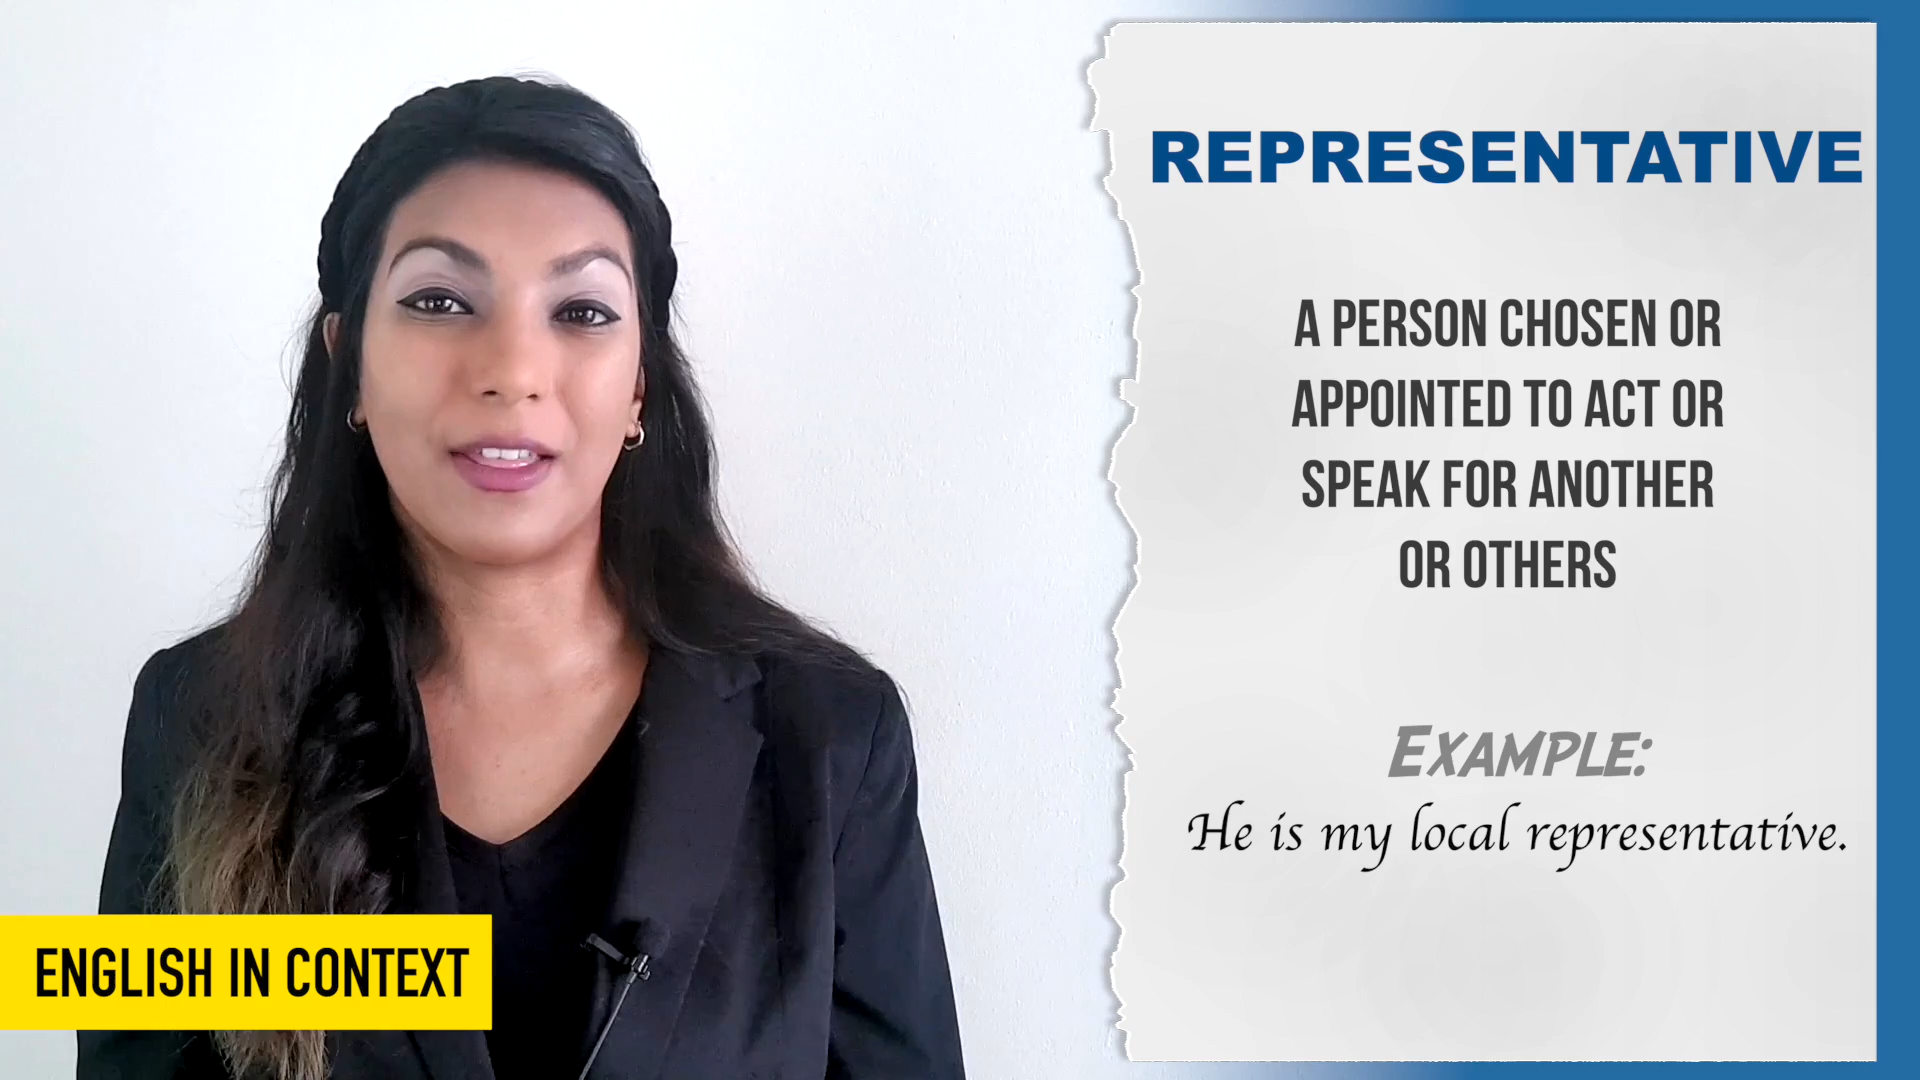 REPRESENTATIVE
A PERSON CHOSEN OR
APPOINTED TO ACT OR
SPEAK FOR ANOTHER
OR OTHERS
EXAMPLE:
He is my local representative.
ENGLISH IN CONTEXT